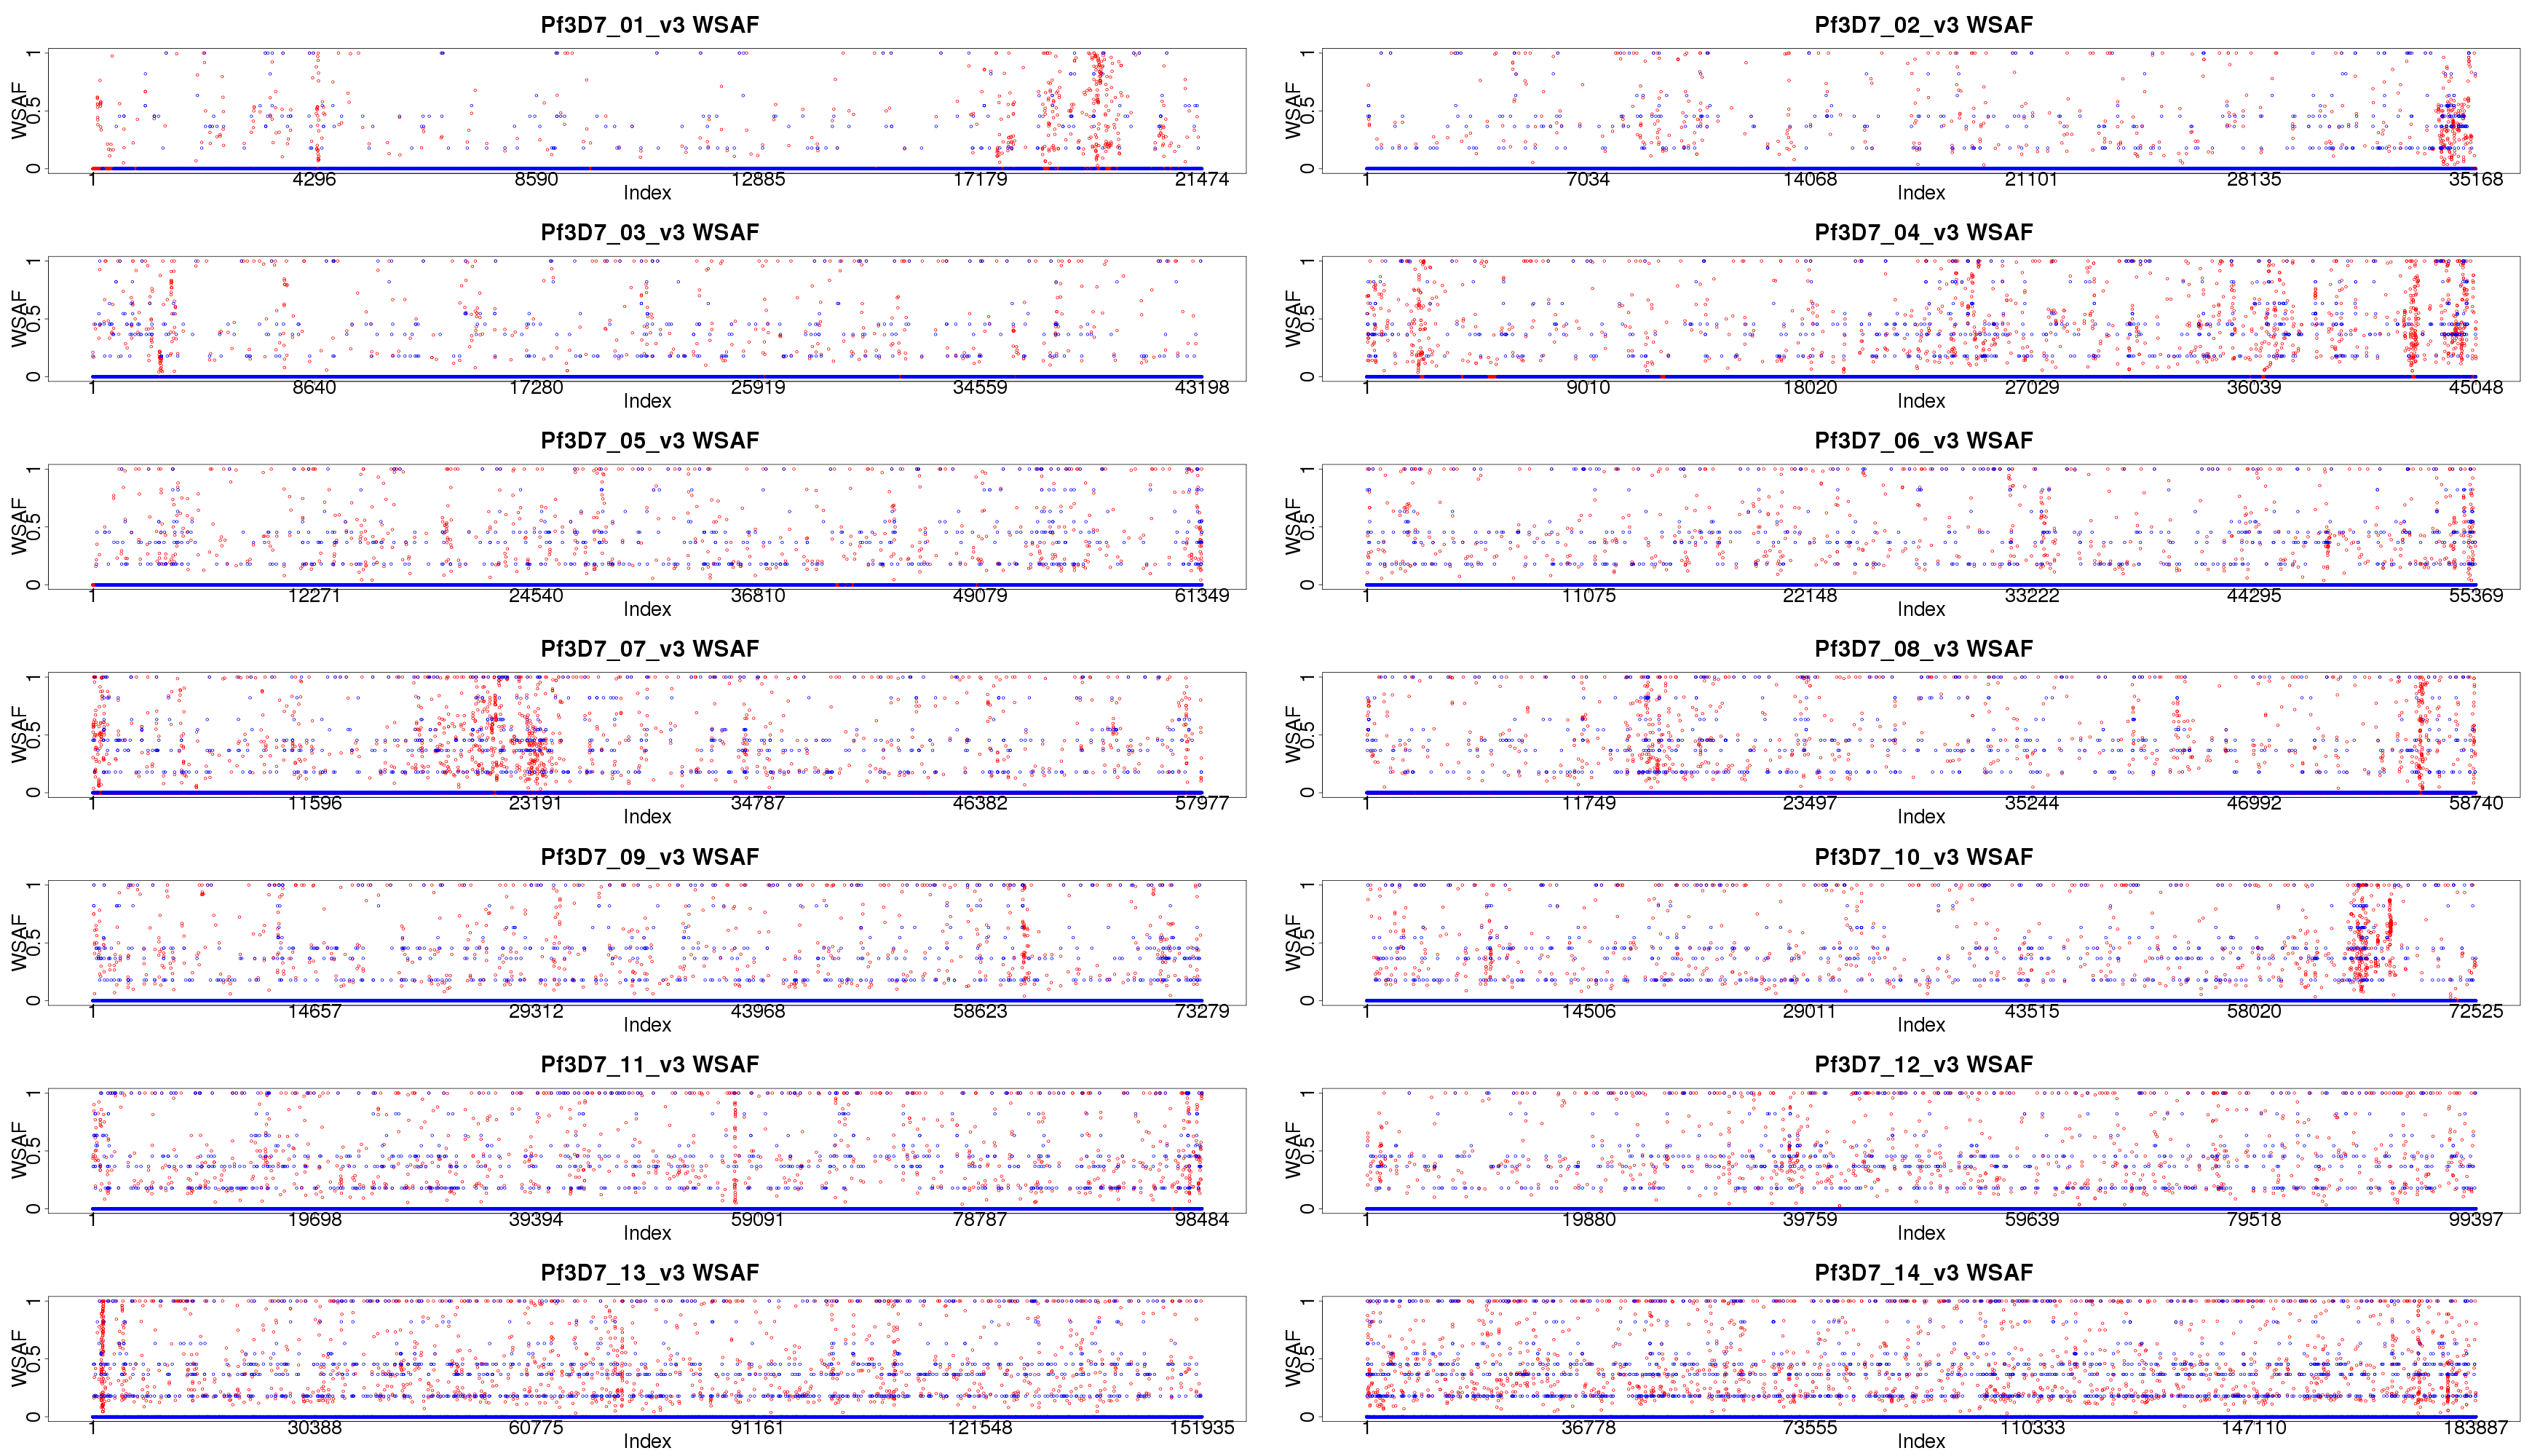 Pf3D7_01_v3 WSAF
WSAF
0 0.5 1
1 4296 8590 12885 17179 21474
Index
Pf3D7_02_v3 WSAF
WSAF
0 0.5 1
1 7034 14068 21101 28135 35168
Index
Pf3D7_03_v3 WSAF
WSAF
0 0.5 1
1 8640 17280 25919 34559 43198
Index
Pf3D7_04_v3 WSAF
WSAF
0 0.5 1
1 9010 18020 27029 36039 45048
Index
Pf3D7_05_v3 WSAF
WSAF
0 0.5 1
1 12271 24540 36810 49079 61349
Index
Pf3D7_06_v3 WSAF
WSAF
0 0.5 1
1 11075 22148 33222 44295 55369
Index
Pf3D7_07_v3 WSAF
WSAF
0 0.5 1
1 11596 23191 34787 46382 57977
Index
Pf3D7_08_v3 WSAF
WSAF
0 0.5 1
1 11749 23497 35244 46992 58740
Index
Pf3D7_09_v3 WSAF
WSAF
0 0.5 1
1 14657 29312 43968 58623 73279
Index
Pf3D7_10_v3 WSAF
WSAF
0 0.5 1
1 14506 29011 43515 58020 72525
Index
Pf3D7_11_v3 WSAF
WSAF
0 0.5 1
1 19698 39394 59091 78787 98484
Index
Pf3D7_12_v3 WSAF
WSAF
0 0.5 1
1 19880 39759 59639 79518 99397
Index
Pf3D7_13_v3 WSAF
WSAF
0 0.5 1
1 30388 60775 91161 121548 151935
Index
Pf3D7_14_v3 WSAF
WSAF
0 0.5 1
1 36778 73555 110333 147110 183887
Index